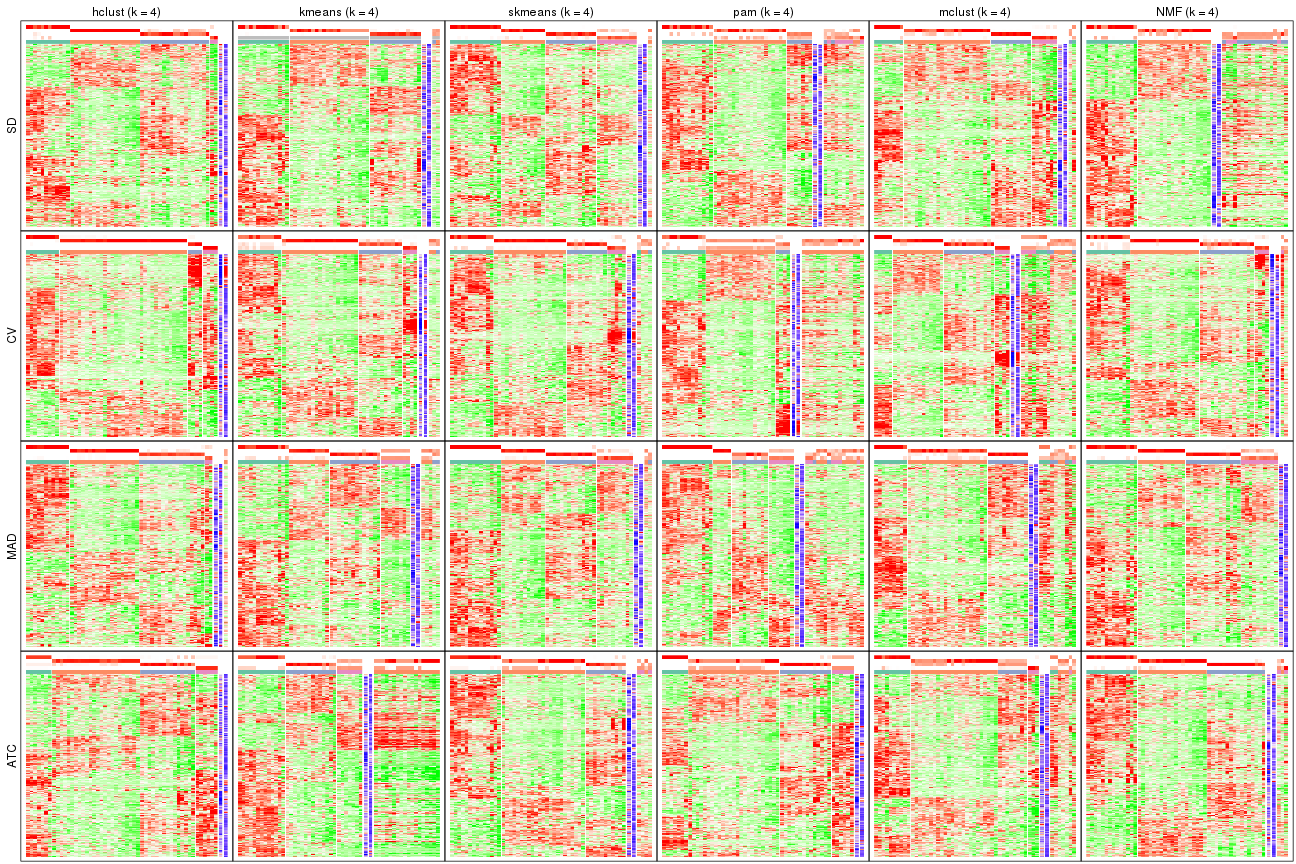 hclust (k = 4) kmeans (k = 4) skmeans (k = 4) pam (k = 4) mclust (k = 4) NMF (k = 4)
SD
CV
MAD
ATC